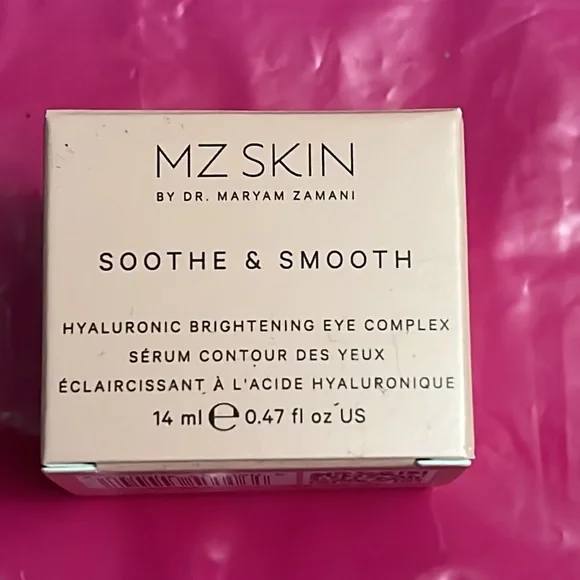 MZ SKIN
BY DR. MARYAM ZAMANI
SOOTHE & SMOOTH
HYALURONIC BRIGHTENING EYE COMPLEX
SÉRUM CONTOUR DES YEUX
ÉCLAIRCISSANT À L'ACIDE HYALURONIQUE
14 ml ℮ 0.47 fl oz US